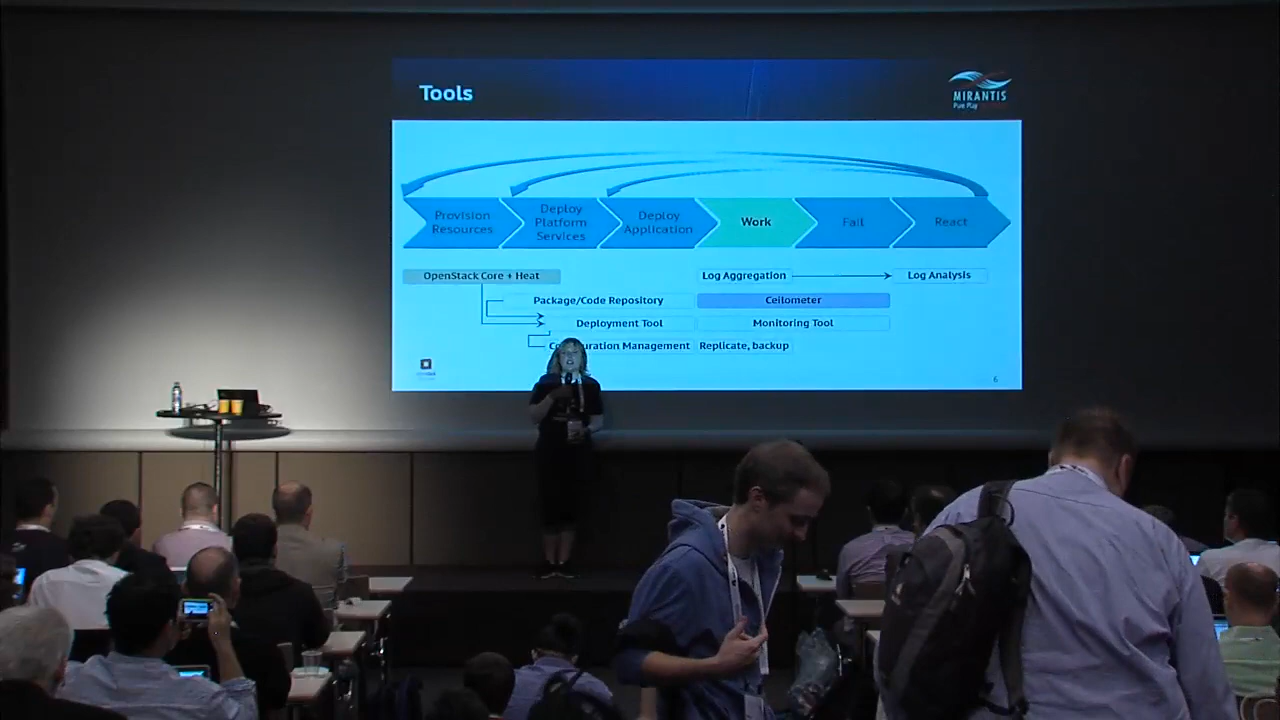 Tools
MIRANTIS
Pure Play
Provision
Resources
Deploy
Platform
Services
Deploy
Application
Work
Fail
React
OpenStack Core + Heat
Log Aggregation
Log Analysis
Package/Code Repository
Ceilometer
Deployment Tool
Monitoring Tool
Management
Replicate, backup
6